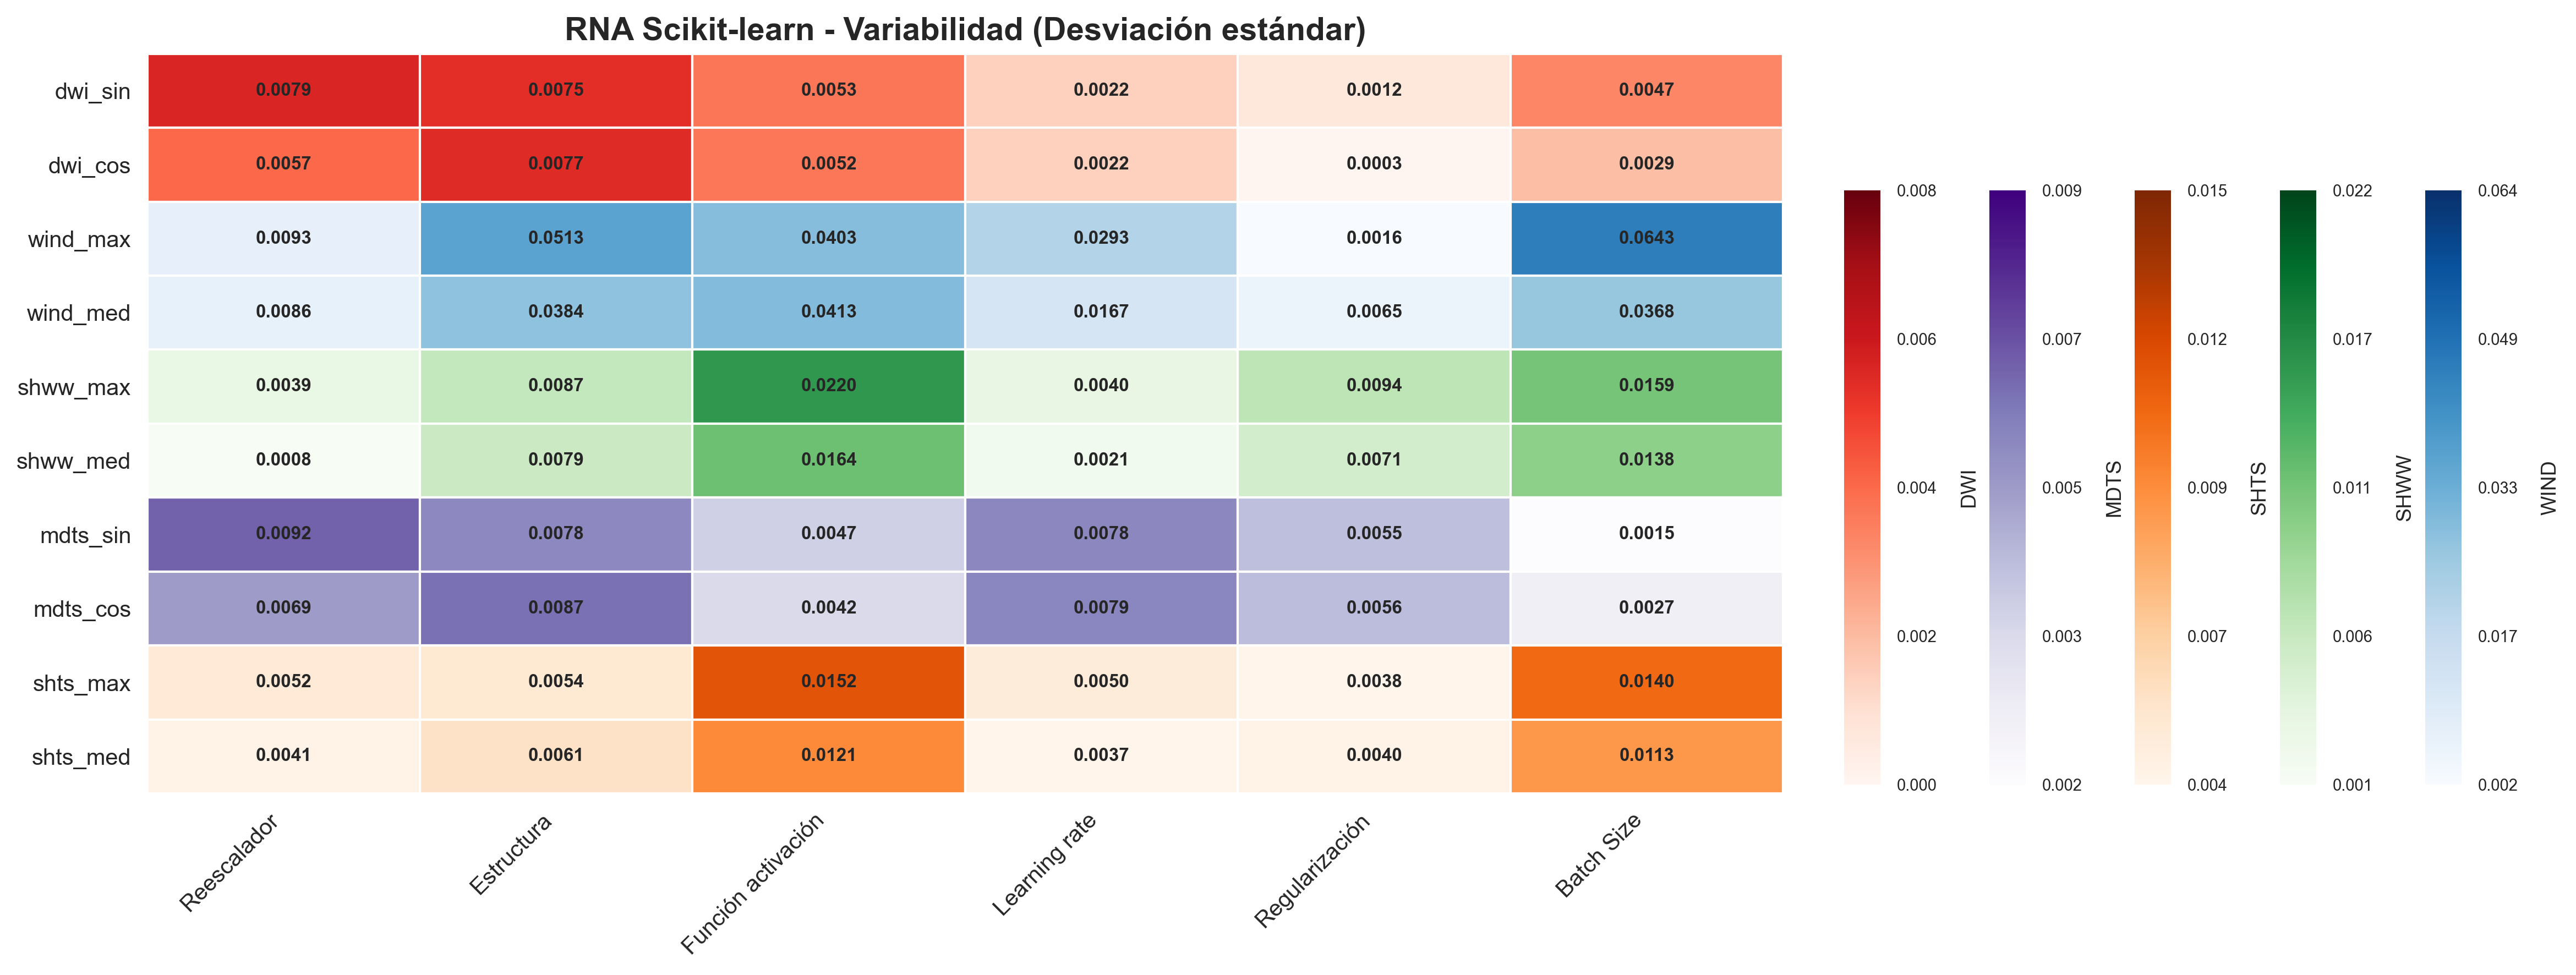 RNA Scikit-learn - Variabilidad (Desviación estándar)
dwi_sin 0.0079 0.0075 0.0053 0.0022 0.0012 0.0047
dwi_cos 0.0057 0.0077 0.0052 0.0022 0.0003 0.0029
wind_max 0.0093 0.0513 0.0403 0.0293 0.0016 0.0643
wind_med 0.0086 0.0384 0.0413 0.0167 0.0065 0.0368
shww_max 0.0039 0.0087 0.0220 0.0040 0.0094 0.0159
shww_med 0.0008 0.0079 0.0164 0.0021 0.0071 0.0138
mdts_sin 0.0092 0.0078 0.0047 0.0078 0.0055 0.0015
mdts_cos 0.0069 0.0087 0.0042 0.0079 0.0056 0.0027
shts_max 0.0052 0.0054 0.0152 0.0050 0.0038 0.0140
shts_med 0.0041 0.0061 0.0121 0.0037 0.0040 0.0113
Reescalador Estructura Función activación Learning rate Regularización Batch Size
0.008 0.009 0.015 0.022 0.064
0.006 0.007 0.012 0.017 0.049
0.004 0.005 0.009 0.011 0.033
DWI MDTS SHTS SHWW WIND
0.002 0.003 0.007 0.006 0.017
0.000 0.002 0.004 0.001 0.002